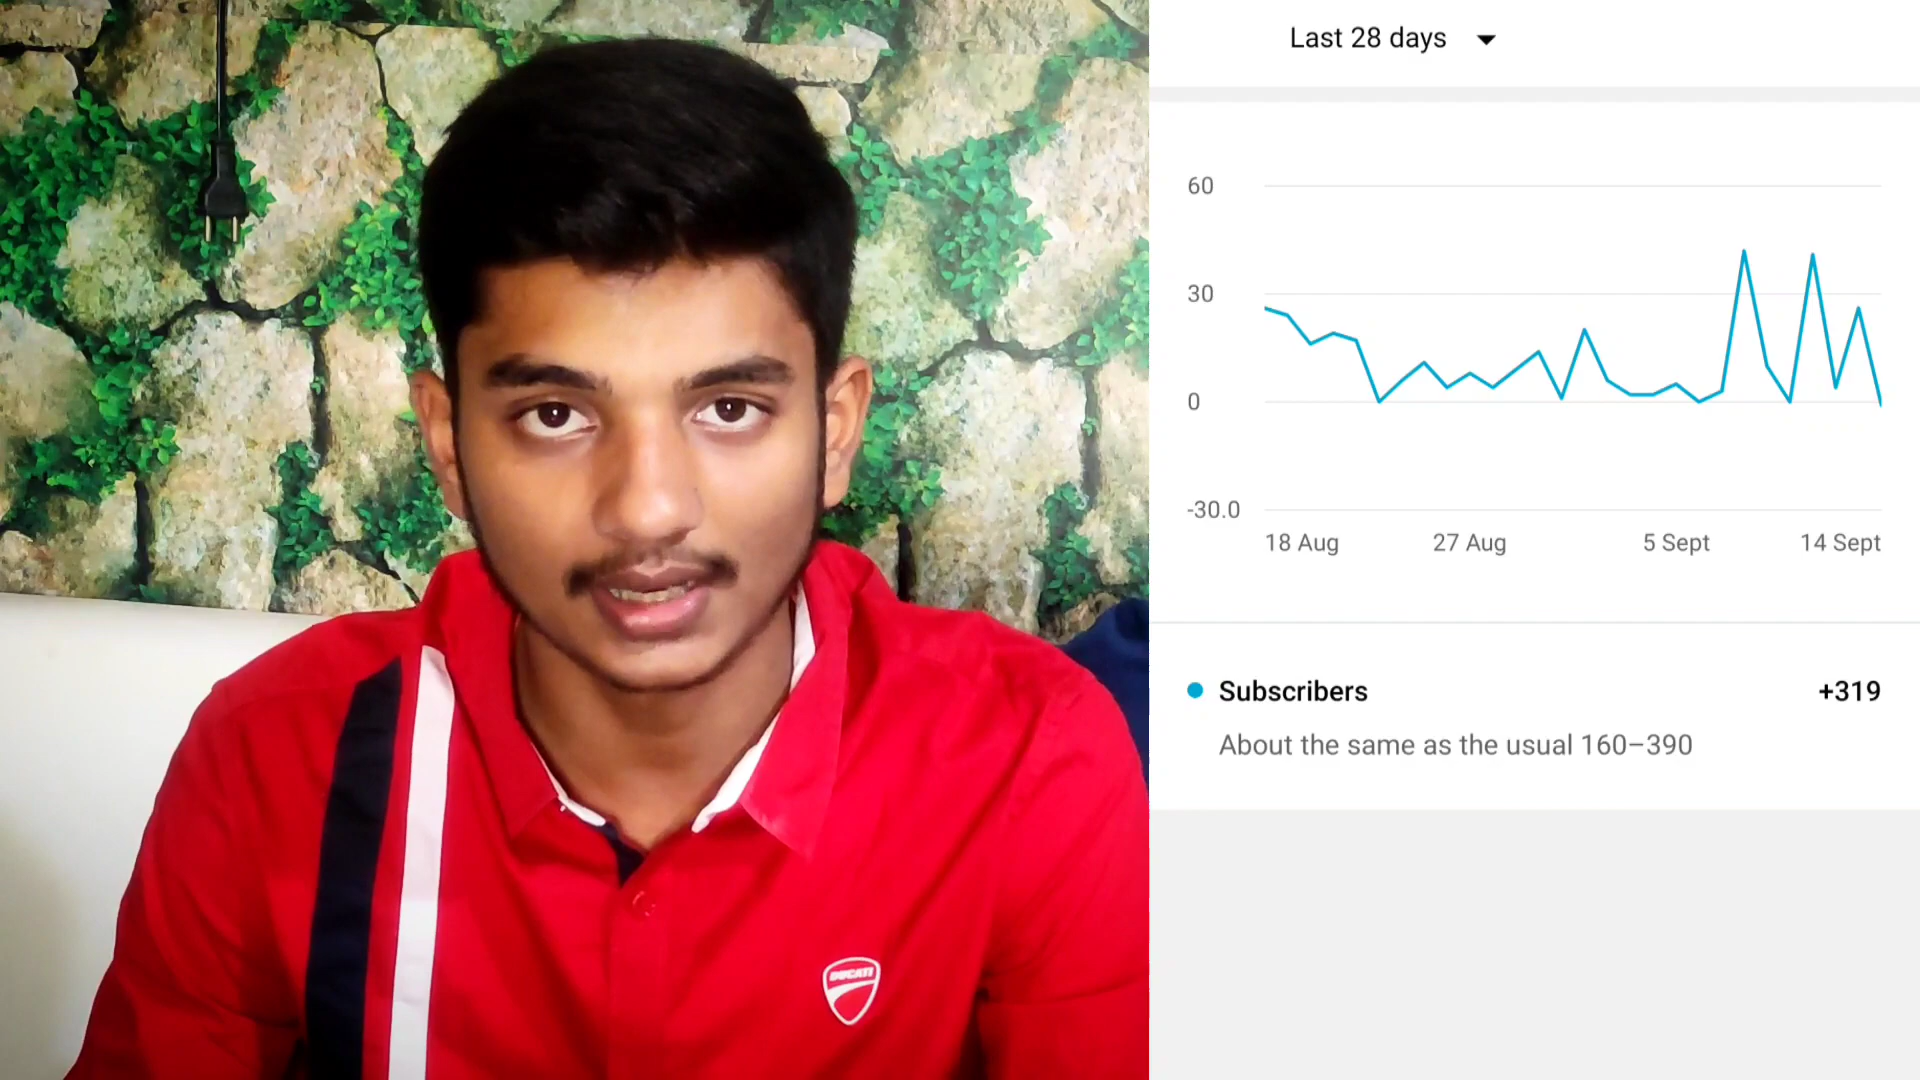 Last 28 days
60
30
0
-30.0
18 Aug
27 Aug
5 Sept
14 Sept
Subscribers
+319
About the same as the usual 160–390
DUCATI